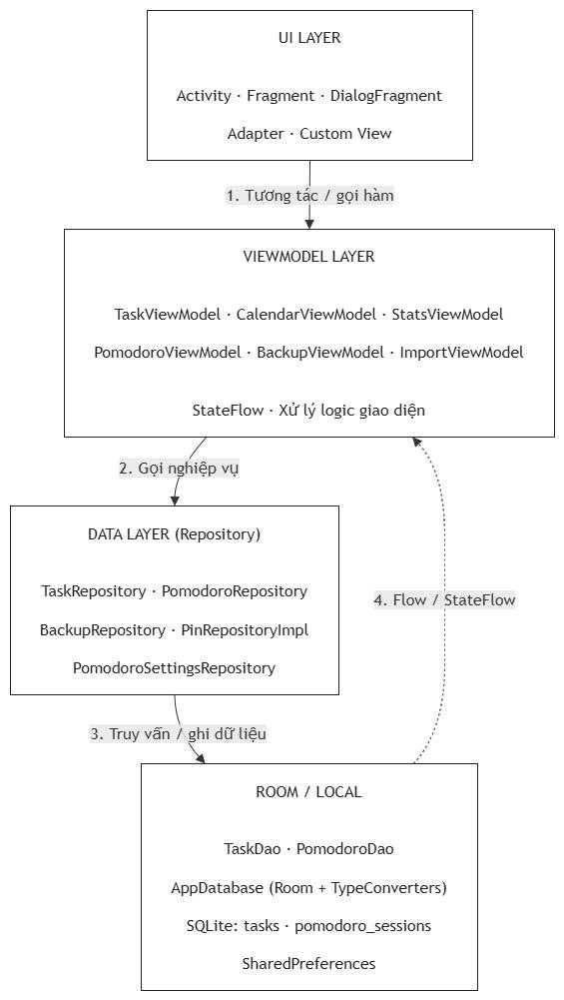 UI LAYER
Activity · Fragment · DialogFragment
Adapter · Custom View
1. Tương tác / gọi hàm
VIEWMODEL LAYER
TaskViewModel · CalendarViewModel · StatsViewModel
PomodoroViewModel · BackupViewModel · ImportViewModel
StateFlow · Xử lý logic giao diện
2. Gọi nghiệp vụ
DATA LAYER (Repository)
TaskRepository · PomodoroRepository
BackupRepository · PinRepositoryImpl
PomodoroSettingsRepository
4. Flow / StateFlow
3. Truy vấn / ghi dữ liệu
ROOM / LOCAL
TaskDao · PomodoroDao
AppDatabase (Room + TypeConverters)
SQLite: tasks · pomodoro_sessions
SharedPreferences